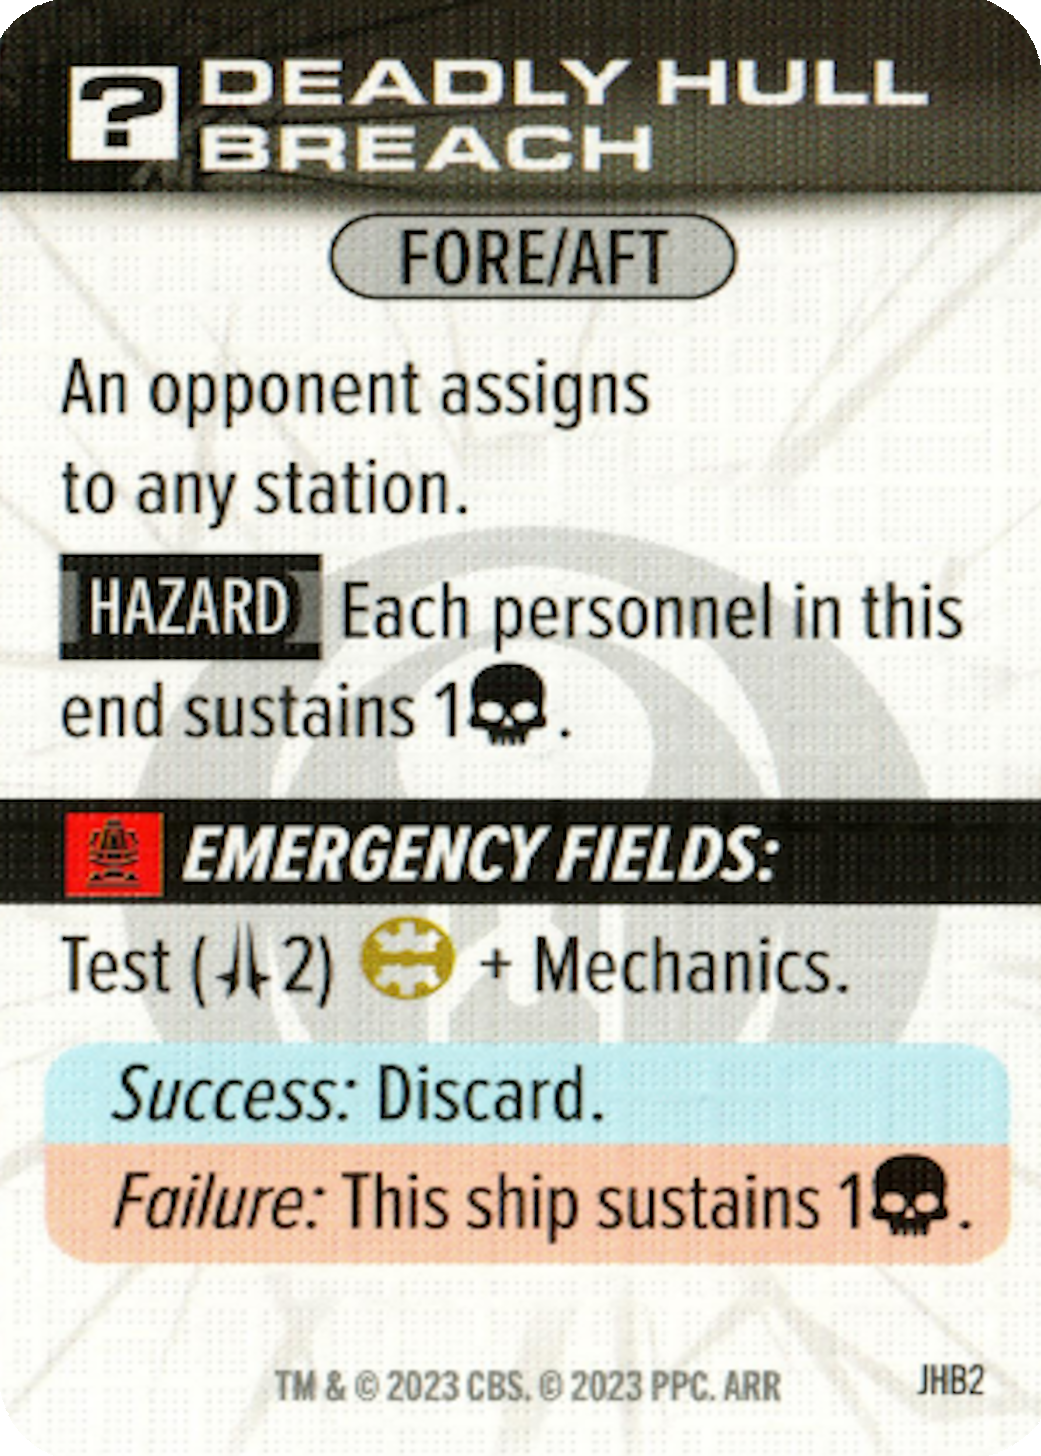 ? DEADLY HULL
BREACH
FORE/AFT
An opponent assigns
to any station.
HAZARD Each personnel in this
end sustains 1 .
EMERGENCY FIELDS:
Test ( 2) + Mechanics.
Success: Discard.
Failure: This ship sustains 1 .
TM & © 2023 CBS. © 2023 PPC. ARR
JHB2